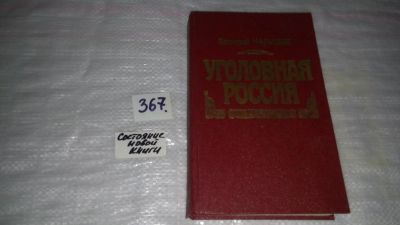 367.
Состояние
новой
книги
УГОЛОВНАЯ
РОССИЯ